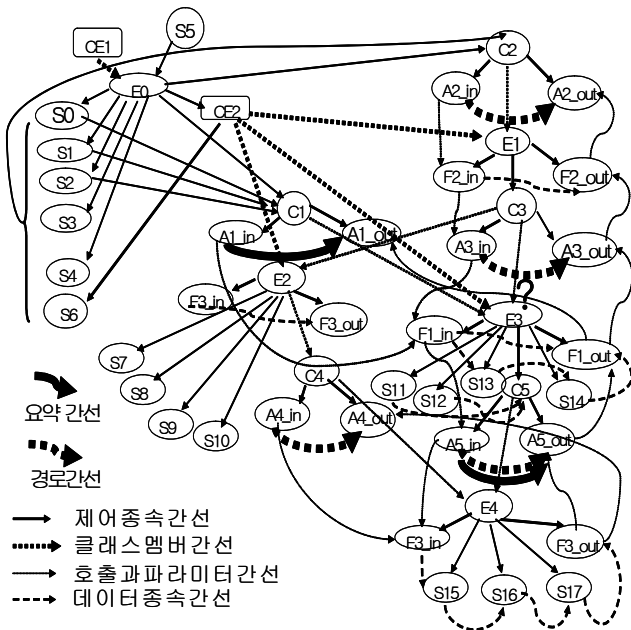 S5
CE1
C2
E0
A2_in
A2_out
S0
CE2
S1
E1
S2
F2_in
F2_out
S3
C1
C3
A1_in
A1_out
A3_in
A3_out
S4
E2
S6
F3_in
E3
?
F3_out
F1_in
F1_out
S7
C4
S11
S13
C5
S8
S12
S14
A4_in
A4_out
S9
S10
A5_in
A5_out
요약 간선
경로간선
E4
제어종속간선
F3_in
F3_out
클래스멤버간선
호출과파라미터간선
S15
S16
S17
데이터종속간선